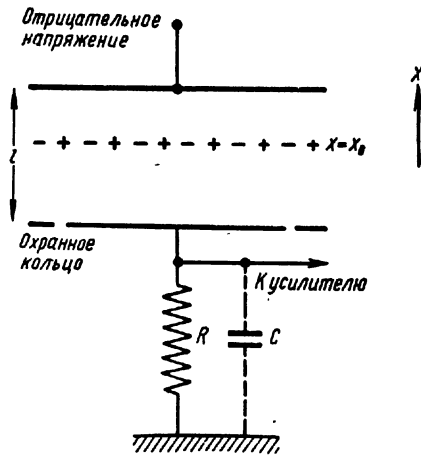 Отрицательное
напряжение
X
l
- + - + - + - + - + X=X₀
Охранное
кольцо
К усилителю
R
C